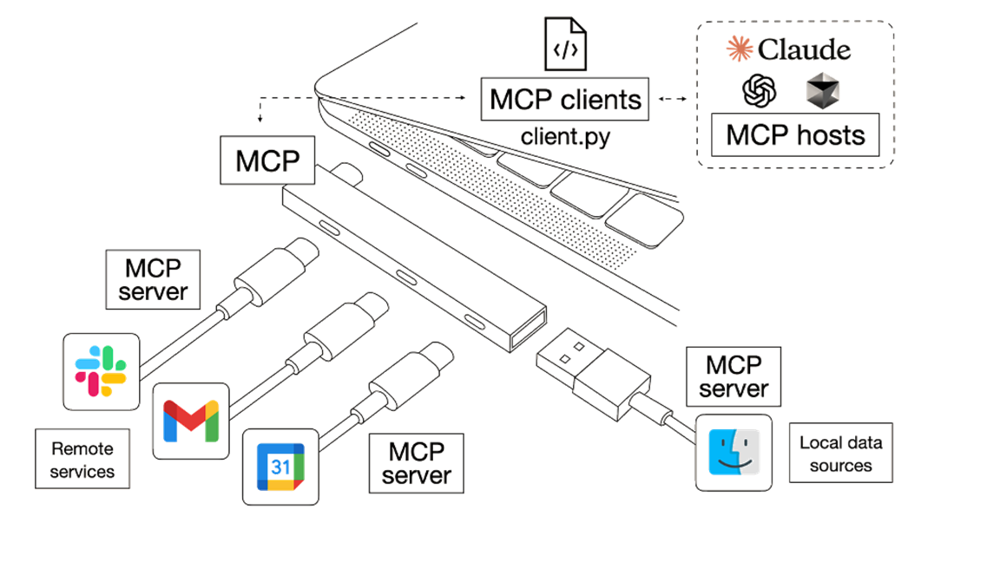 </>
Claude
MCP clients
client.py
MCP hosts
MCP
MCP
server
MCP
server
31
MCP
server
Remote
services
Local data
sources